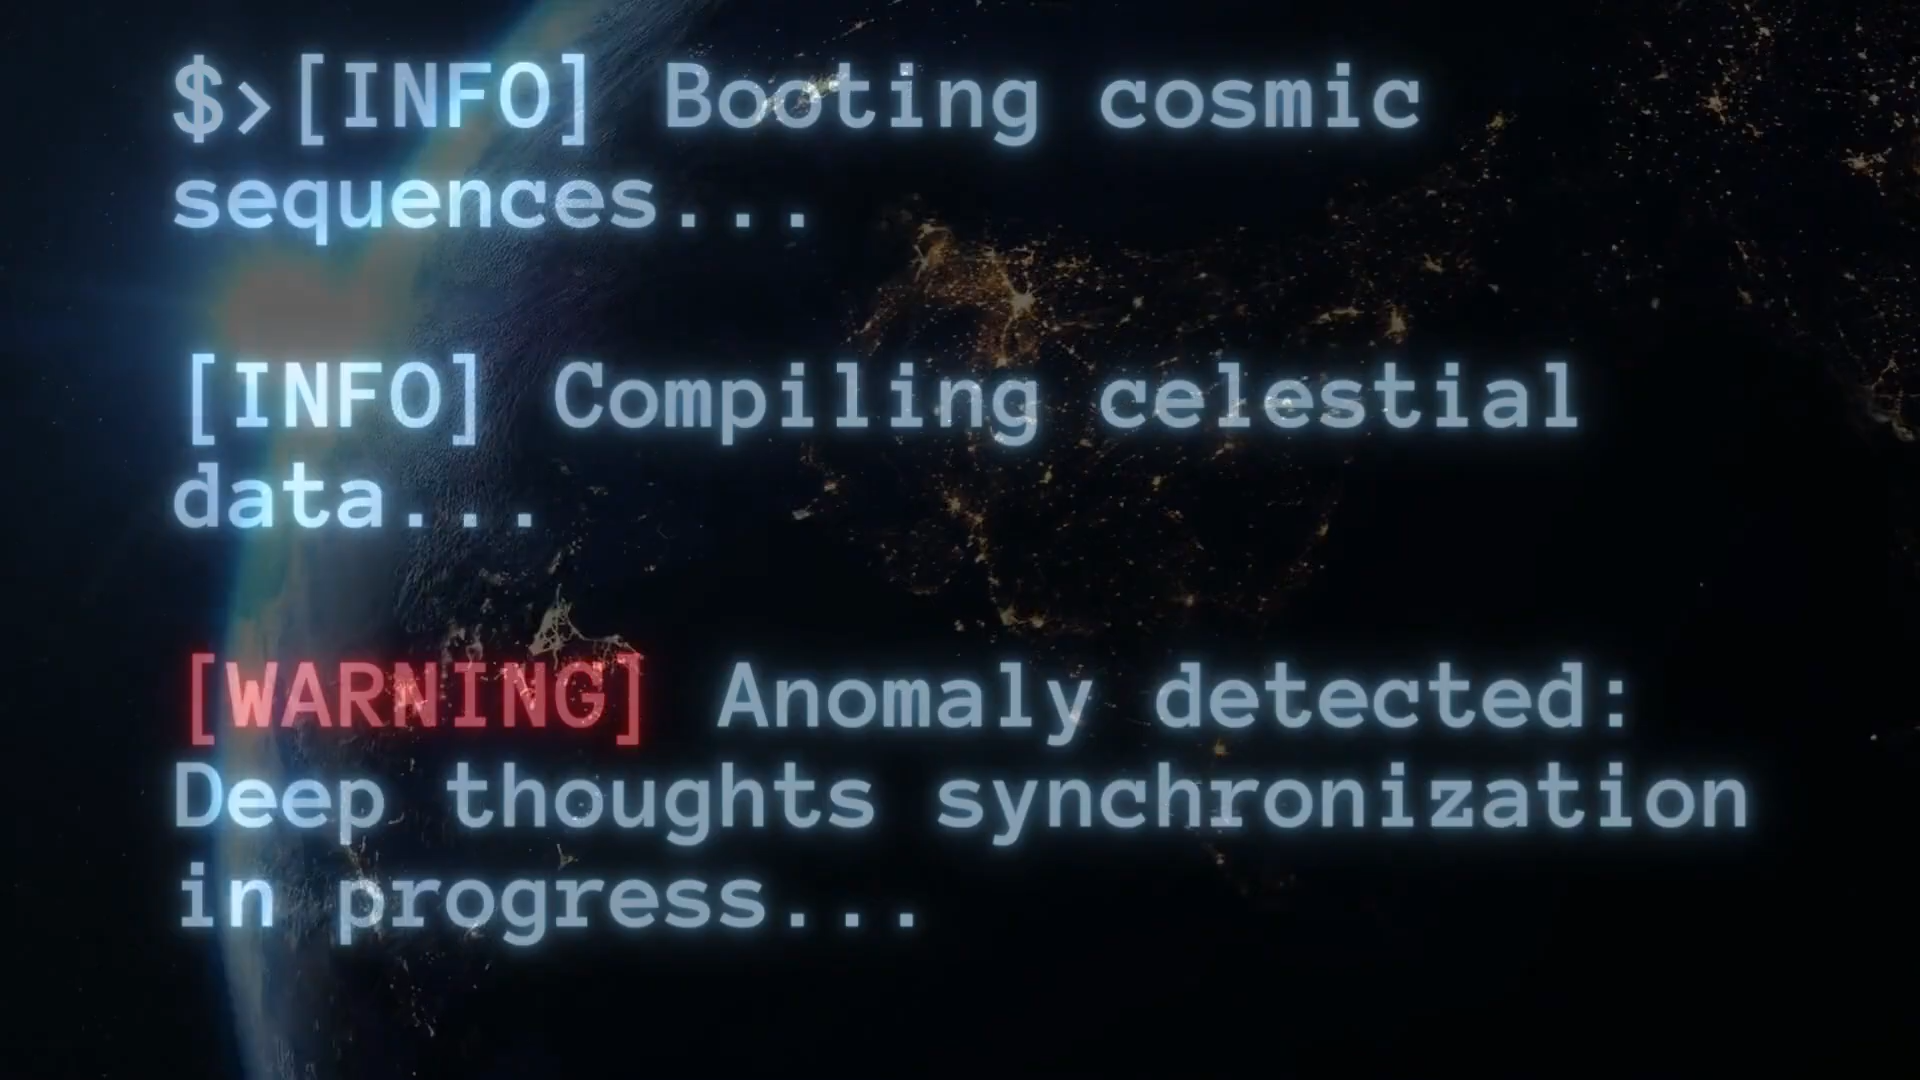 $>[INFO] Booting cosmic
sequences...
[INFO] Compiling celestial
data...
[WARNING] Anomaly detected:
Deep thoughts synchronization
in progress...